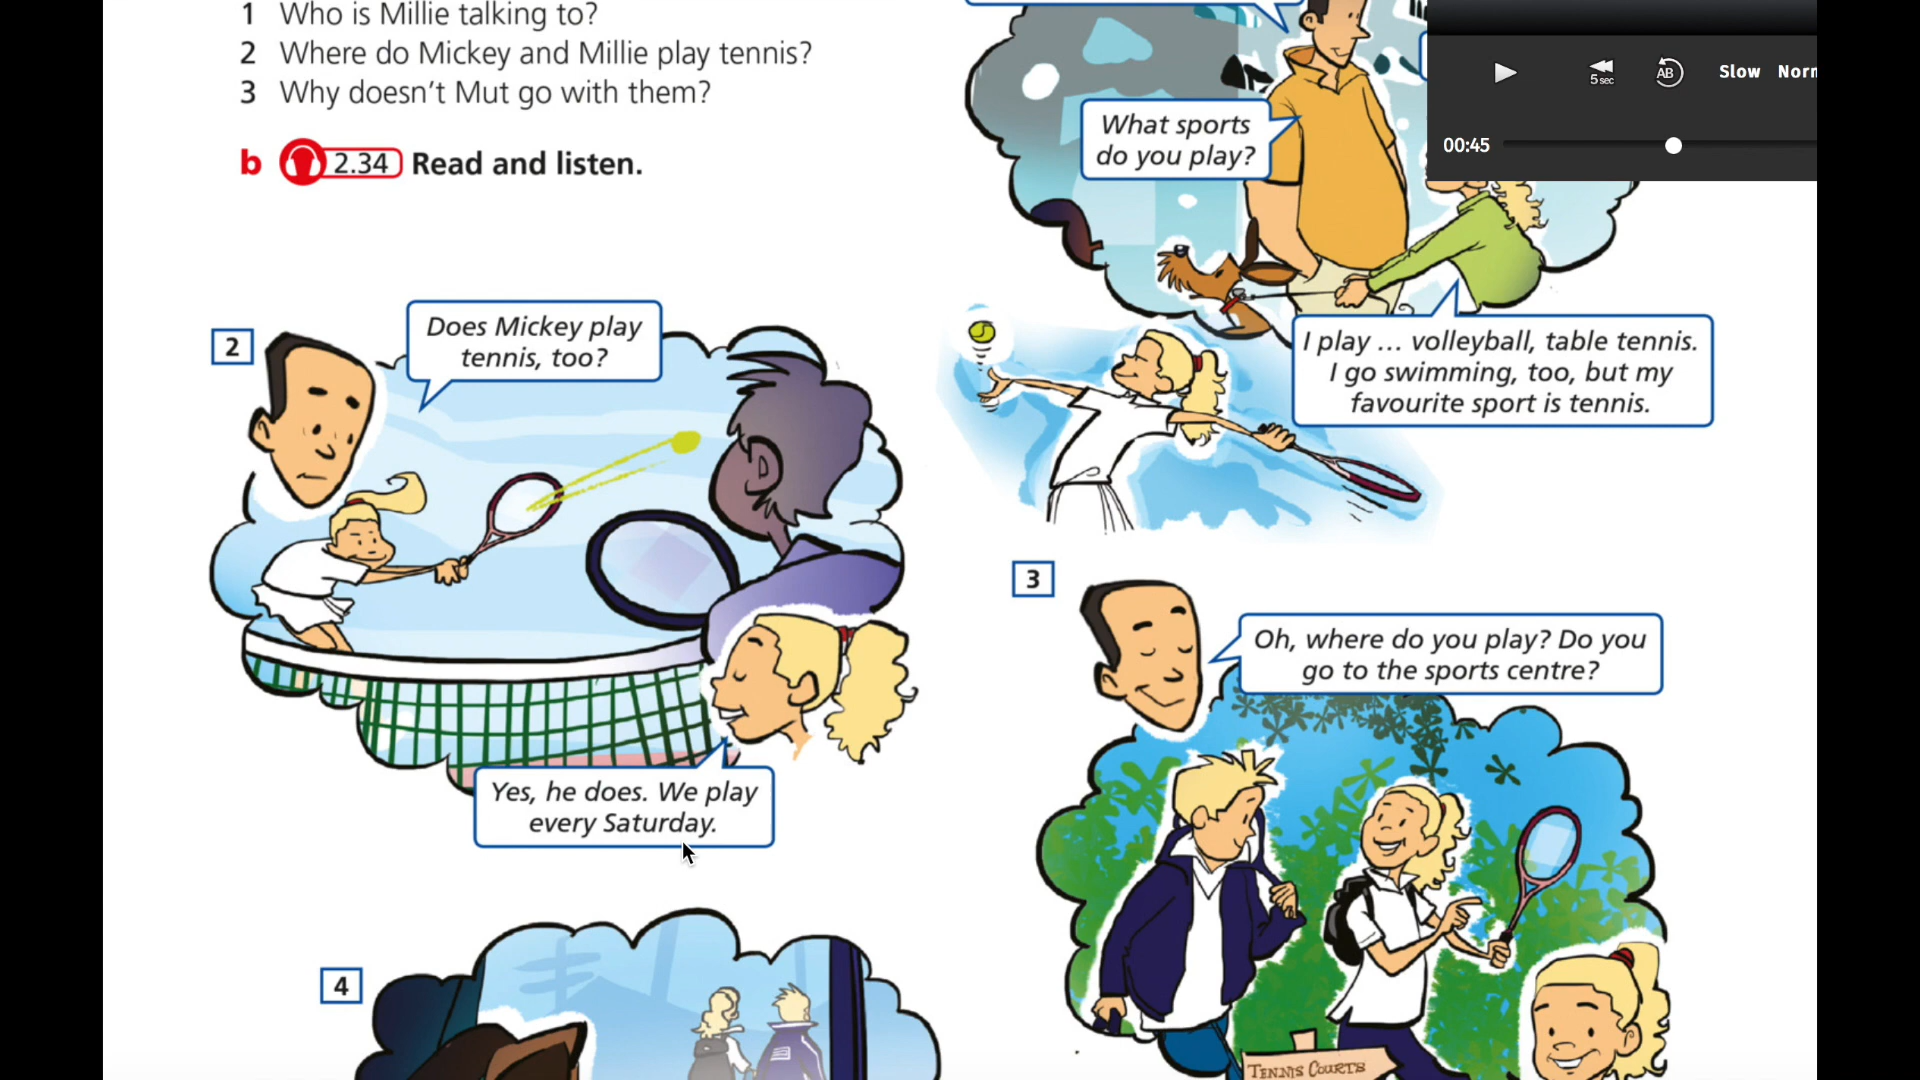 1 Who is Millie talking to?
2 Where do Mickey and Millie play tennis?
3 Why doesn't Mut go with them?
b 2.34 Read and listen.
What sports
do you play?
I play ... volleyball, table tennis.
I go swimming, too, but my
favourite sport is tennis.
2
Does Mickey play
tennis, too?
Yes, he does. We play
every Saturday.
3
Oh, where do you play? Do you
go to the sports centre?
TENNIS COURTS
4
5 sec
AB
Slow Norm
00:45